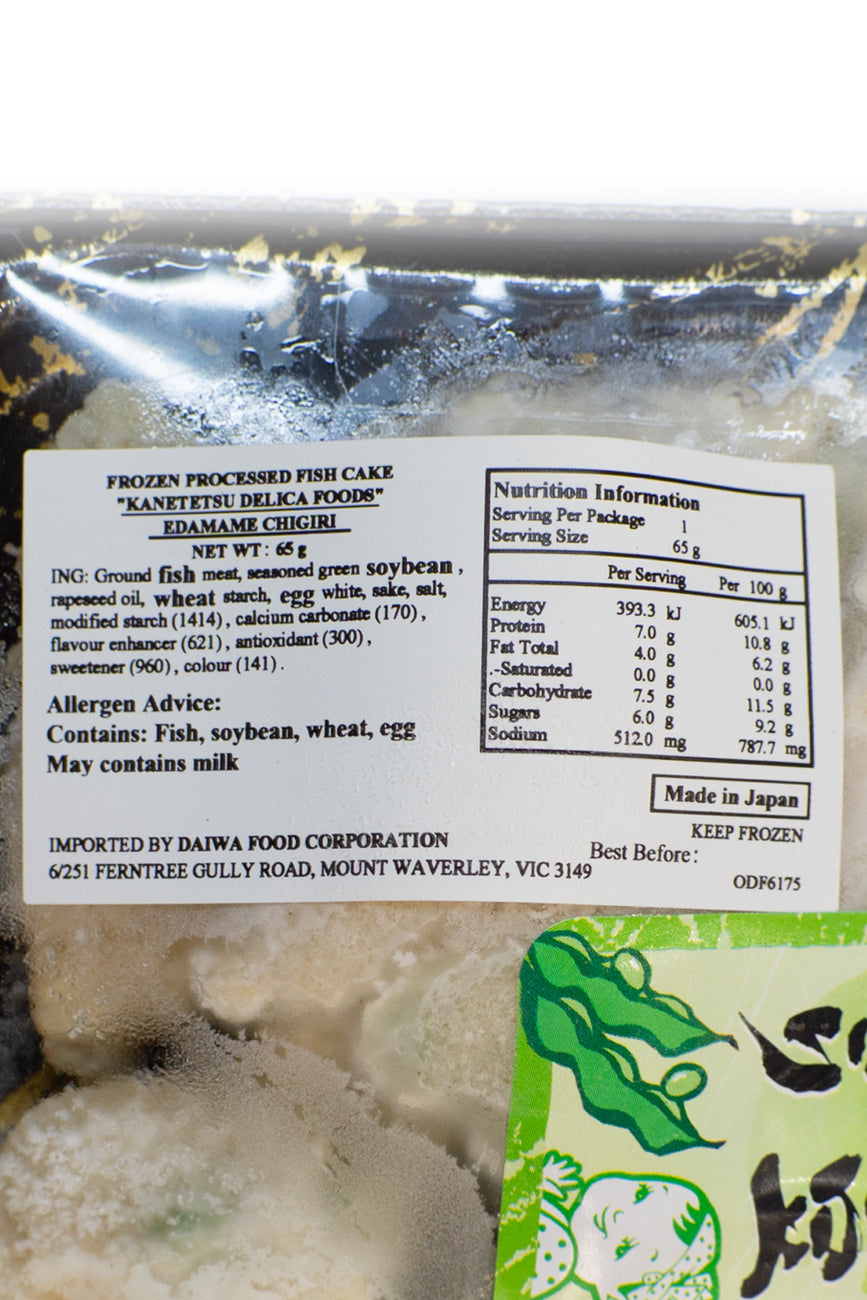 FROZEN PROCESSED FISH CAKE
"KANETETSU DELICA FOODS"
EDAMAME CHIGIRI
NET WT : 65 g
ING: Ground fish meat, seasoned green soybean ,
rapeseed oil, wheat starch, egg white, sake, salt,
modified starch (1414) , calcium carbonate (170) ,
flavour enhancer (621) , antioxidant (300) ,
sweetener (960) , colour (141) .
Allergen Advice:
Contains: Fish, soybean, wheat, egg
May contains milk
IMPORTED BY DAIWA FOOD CORPORATION
6/251 FERNTREE GULLY ROAD, MOUNT WAVERLEY, VIC 3149
Nutrition Information
Serving Per Package 1
Serving Size 65 g
Per Serving Per 100 g
Energy 393.3 kJ 605.1 kJ
Protein 7.0 g 10.8 g
Fat Total 4.0 g 6.2 g
.-Saturated 0.0 g 0.0 g
Carbohydrate 7.5 g 11.5 g
Sugars 6.0 g 9.2 g
Sodium 512.0 mg 787.7 mg
Made in Japan
KEEP FROZEN
Best Before :
ODF6175